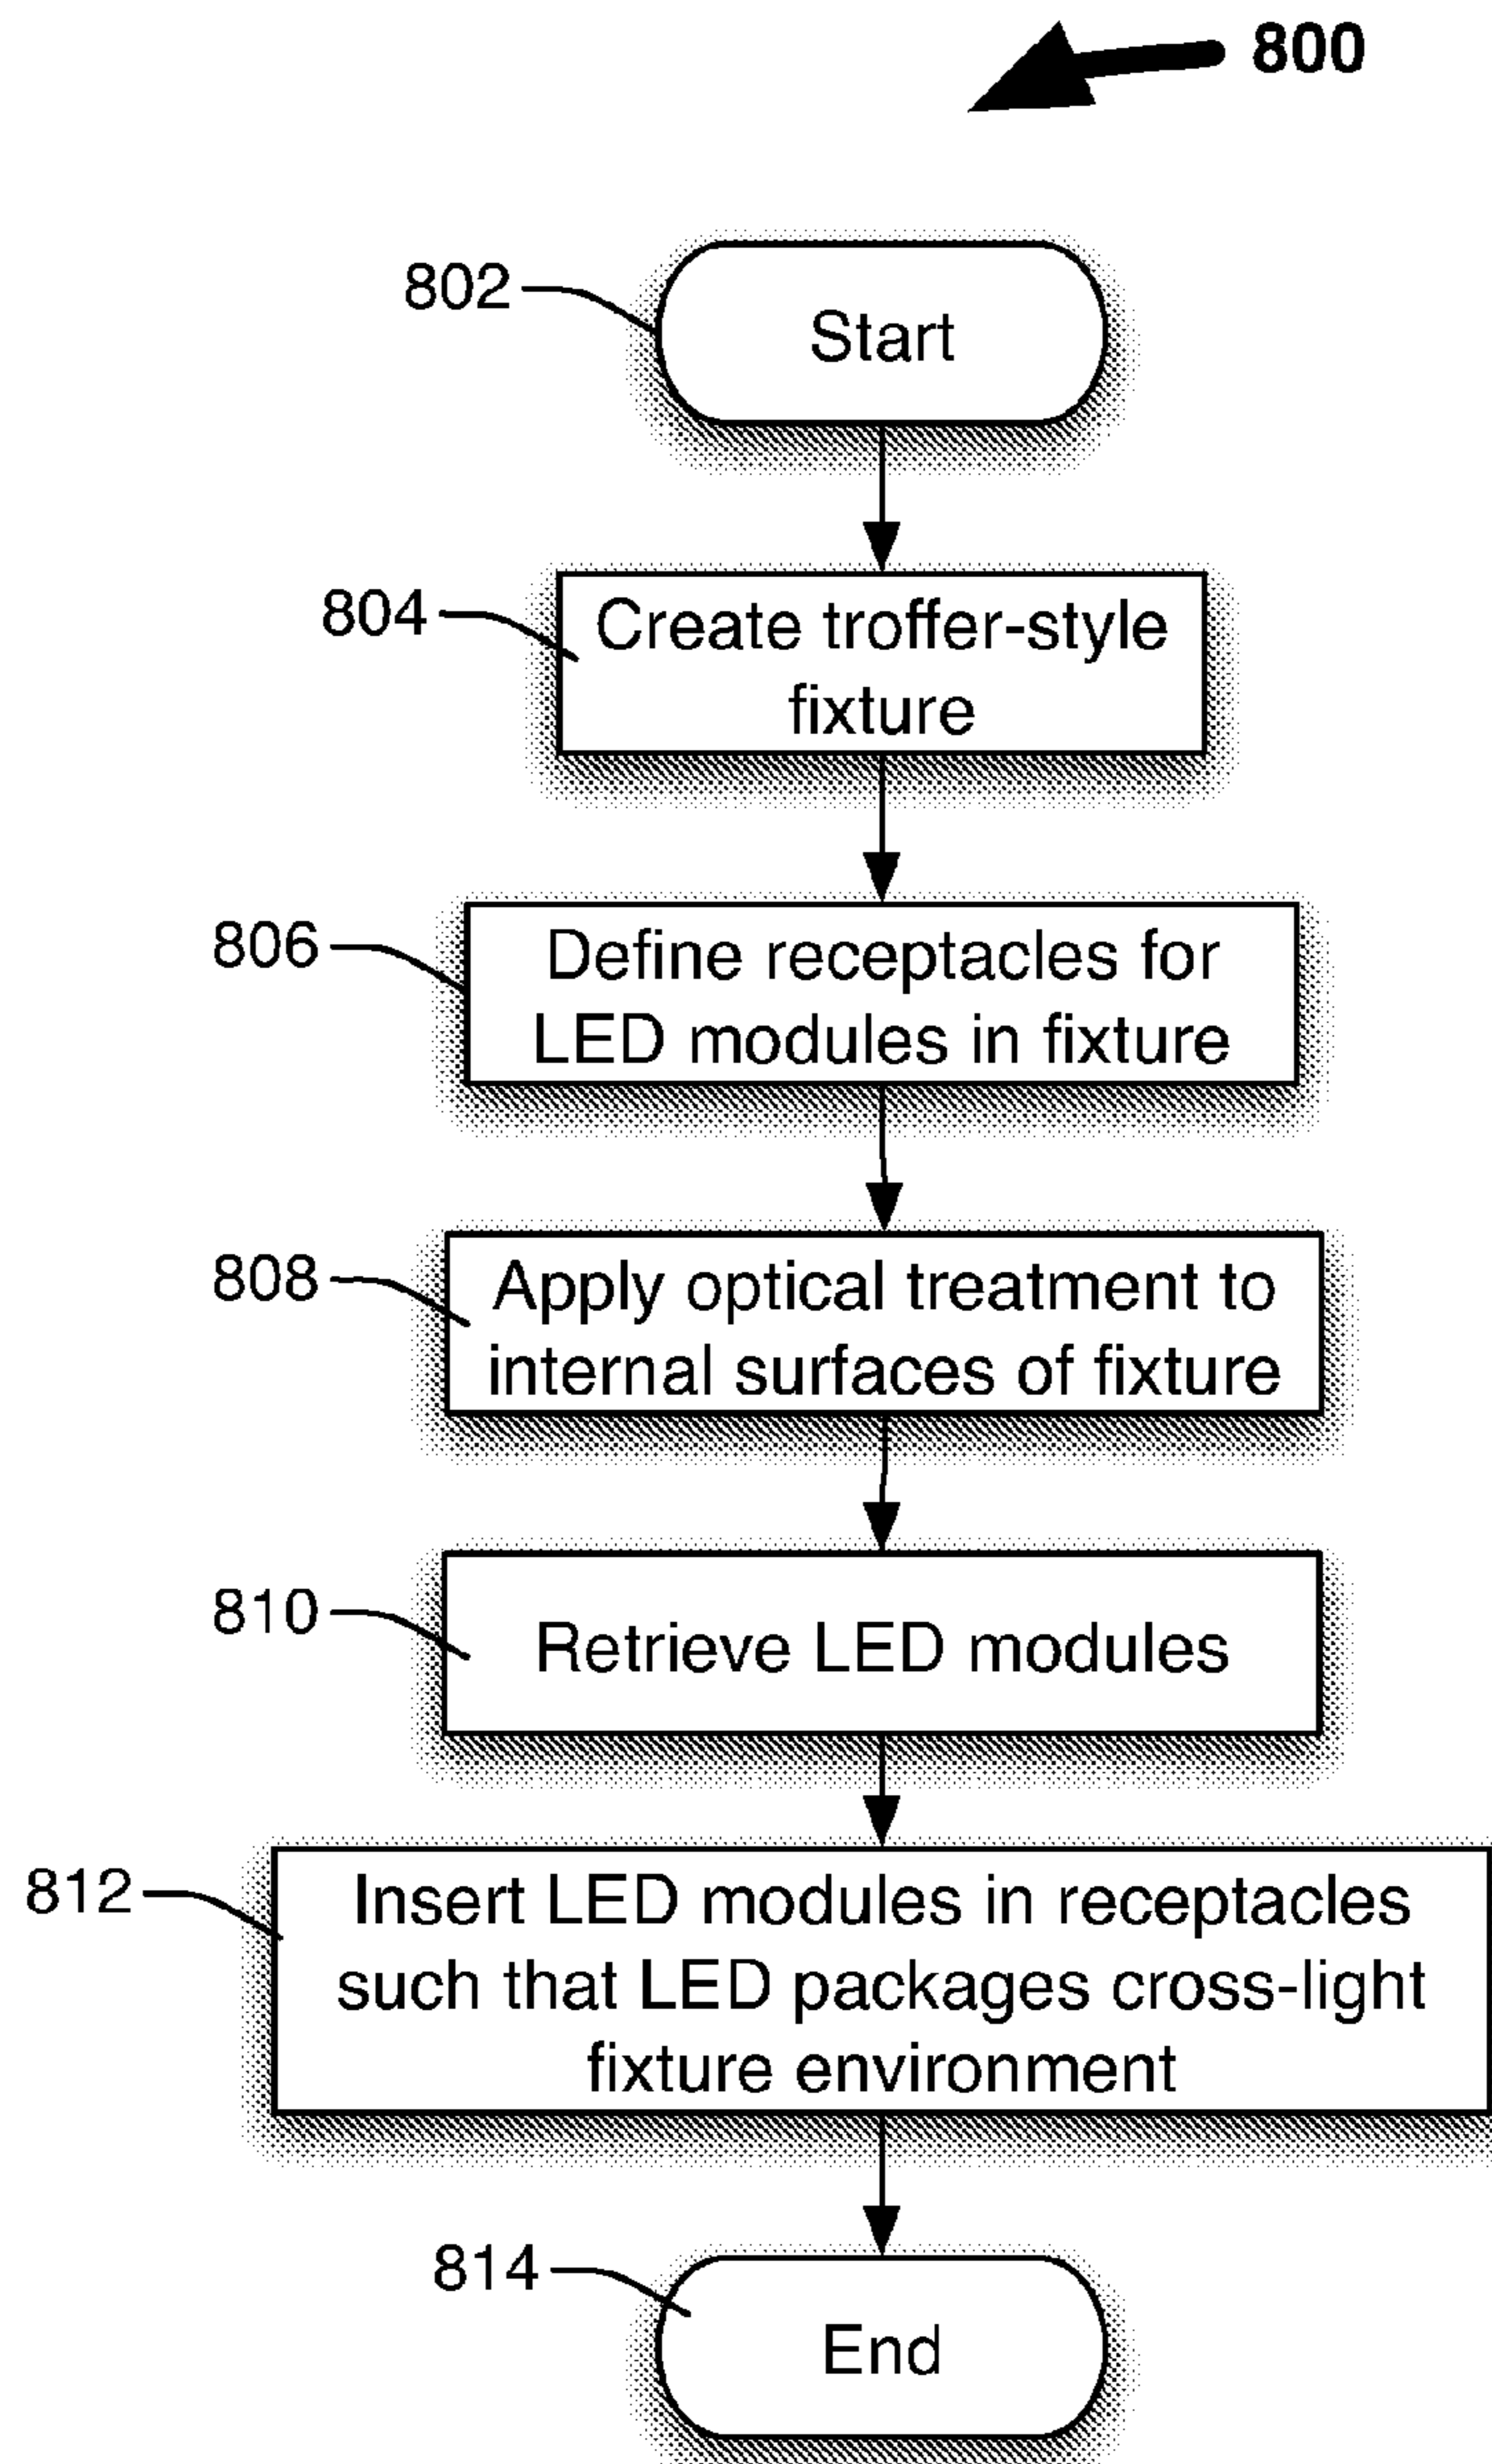 800
802
Start
804
Create troffer-style
fixture
806
Define receptacles for
LED modules in fixture
808
Apply optical treatment to
internal surfaces of fixture
810
Retrieve LED modules
812
Insert LED modules in receptacles
such that LED packages cross-light
fixture environment
814
End